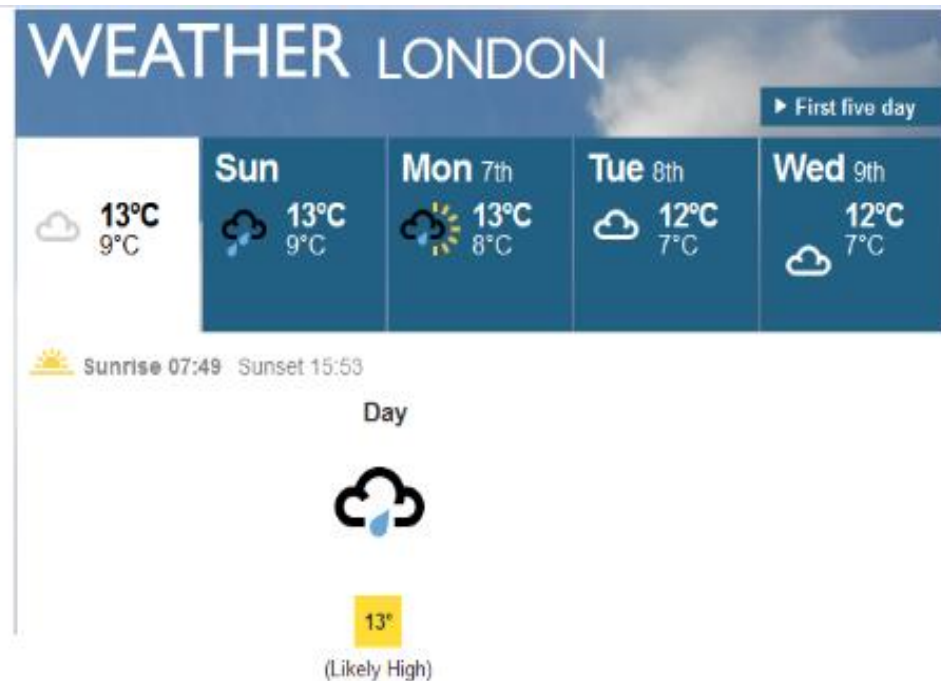 WEATHER LONDON
▶ First five day
13°C
9°C
Sun
13°C
9°C
Mon 7th
13°C
8°C
Tue 8th
12°C
7°C
Wed 9th
12°C
7°C
Sunrise 07:49 Sunset 15:53
Day
13°
(Likely High)